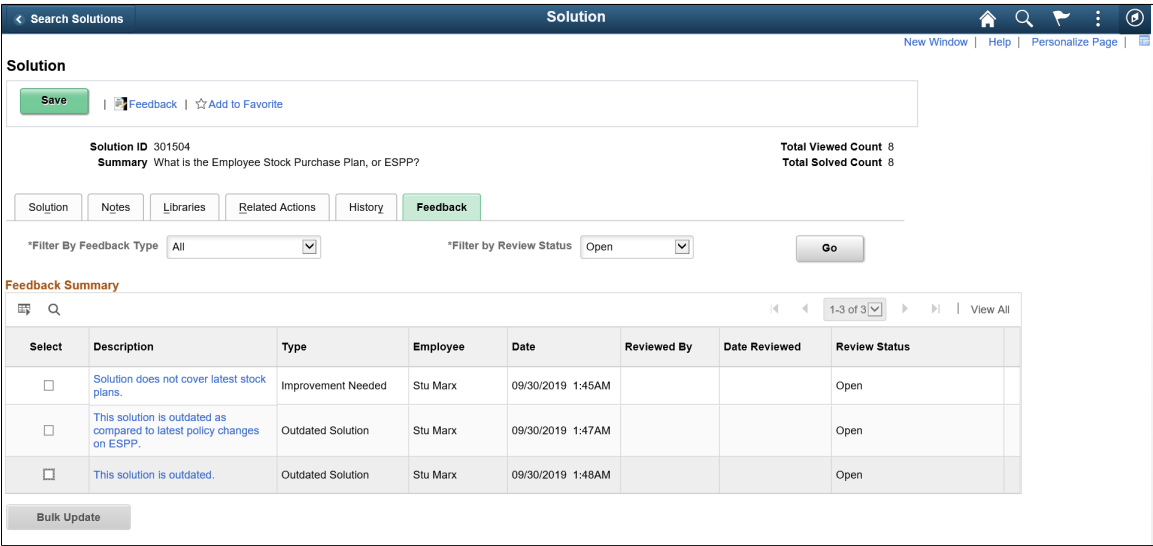 Search Solutions
Solution
New Window | Help | Personalize Page |
Solution
Save | Feedback | Add to Favorite
Solution ID 301504 Total Viewed Count 8
Summary What is the Employee Stock Purchase Plan, or ESPP? Total Solved Count 8
Solution Notes Libraries Related Actions History Feedback
*Filter By Feedback Type All *Filter by Review Status Open Go
Feedback Summary
1-3 of 3 | View All
Select Description Type Employee Date Reviewed By Date Reviewed Review Status
Solution does not cover latest stock
plans. Improvement Needed Stu Marx 09/30/2019 1:45AM Open
This solution is outdated as
compared to latest policy changes Outdated Solution Stu Marx 09/30/2019 1:47AM Open
on ESPP.
This solution is outdated. Outdated Solution Stu Marx 09/30/2019 1:48AM Open
Bulk Update